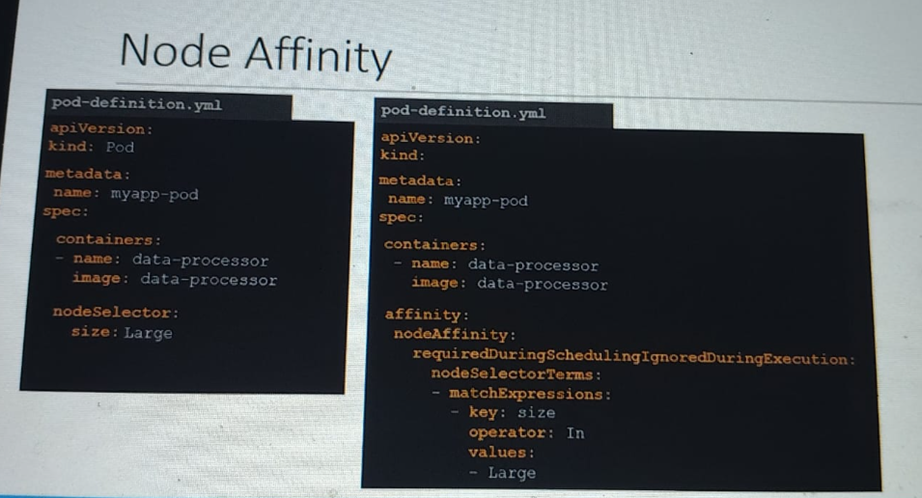 Node Affinity
pod-definition.yml
apiVersion:
kind: Pod
metadata:
name: myapp-pod
spec:
containers:
- name: data-processor
image: data-processor
nodeSelector:
size: Large
pod-definition.yml
apiVersion:
kind:
metadata:
name: myapp-pod
spec:
containers:
- name: data-processor
image: data-processor
affinity:
nodeAffinity:
requiredDuringSchedulingIgnoredDuringExecution:
nodeSelectorTerms:
- matchExpressions:
- key: size
operator: In
values:
- Large